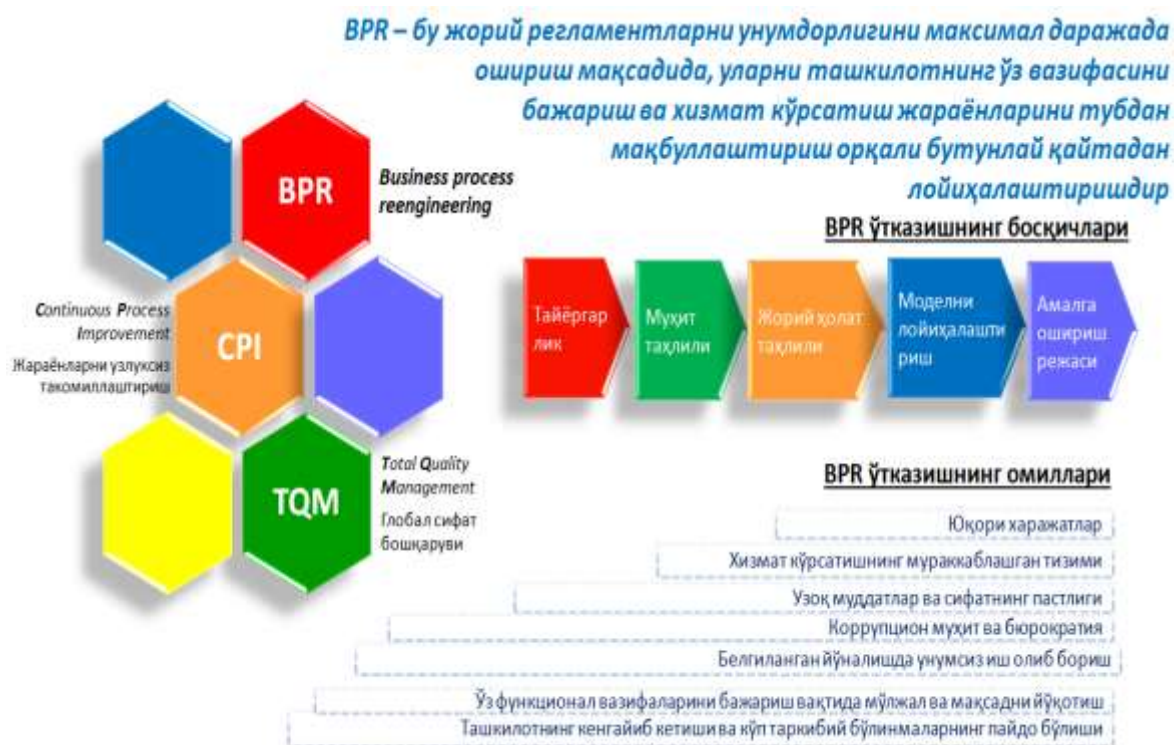 BPR – бу жорий регламентларни унумдорлигини максимал даражада
ошириш мақсадида, уларни ташкилотнинг ўз вазифасини
бажариш ва хизмат кўрсатиш жараёнларини тубдан
мақбуллаштириш орқали бутунлай қайтадан
лойиҳалаштиришдир
BPR
Business process
reengineering
Continuous Process
Improvement
Жараёнларни узлуксиз
такомиллаштириш
CPI
TQM
Total Quality
Management
Глобал сифат
бошқаруви
BPR ўтказишнинг босқичлари
Тайёргар
лик
Муҳит
таҳлили
Жорий ҳолат
таҳлили
Моделни
лойиҳалашти
риш
Амалга
ошириш
режаси
BPR ўтказишнинг омиллари
Юқори харажатлар
Хизмат кўрсатишнинг мураккаблашган тизими
Узоқ муддатлар ва сифатнинг пастлиги
Коррупцион муҳит ва бюрократия
Белгиланган йўналишда унумсиз иш олиб бориш
Ўз функционал вазифаларини бажариш вақтида мўлжал ва мақсадни йўқотиш
Ташкилотнинг кенгайиб кетиши ва кўп таркибий бўлинмаларнинг пайдо бўлиши